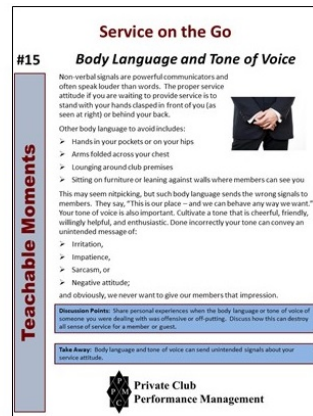 Service on the Go
#15
Body Language and Tone of Voice
Teachable Moments
Non-verbal signals are powerful communicators and
often speak louder than words. The proper service
attitude if you are waiting to provide service is to
stand with your hands clasped in front of you (as
seen at right) or behind your back.
Other body language to avoid includes:
➢ Hands in your pockets or on your hips
➢ Arms folded across your chest
➢ Lounging around club premises
➢ Sitting on furniture or leaning against walls where members can see you
This may seem nitpicking, but such body language sends the wrong signals to
members. They say, "This is our place – and we can behave any way we want."
Your tone of voice is also important. Cultivate a tone that is cheerful, friendly,
willingly helpful, and enthusiastic. Done incorrectly your tone can convey an
unintended message of:
➢ Irritation,
➢ Impatience,
➢ Sarcasm, or
➢ Negative attitude;
and obviously, we never want to give our members that impression.
Discussion Points: Share personal experiences when the body language or tone of voice of
someone you were dealing with was offensive or off-putting. Discuss how this can destroy
all sense of service for a member or guest.
Take Away: Body language and tone of voice can send unintended signals about your
service attitude.
Private Club
Performance Management